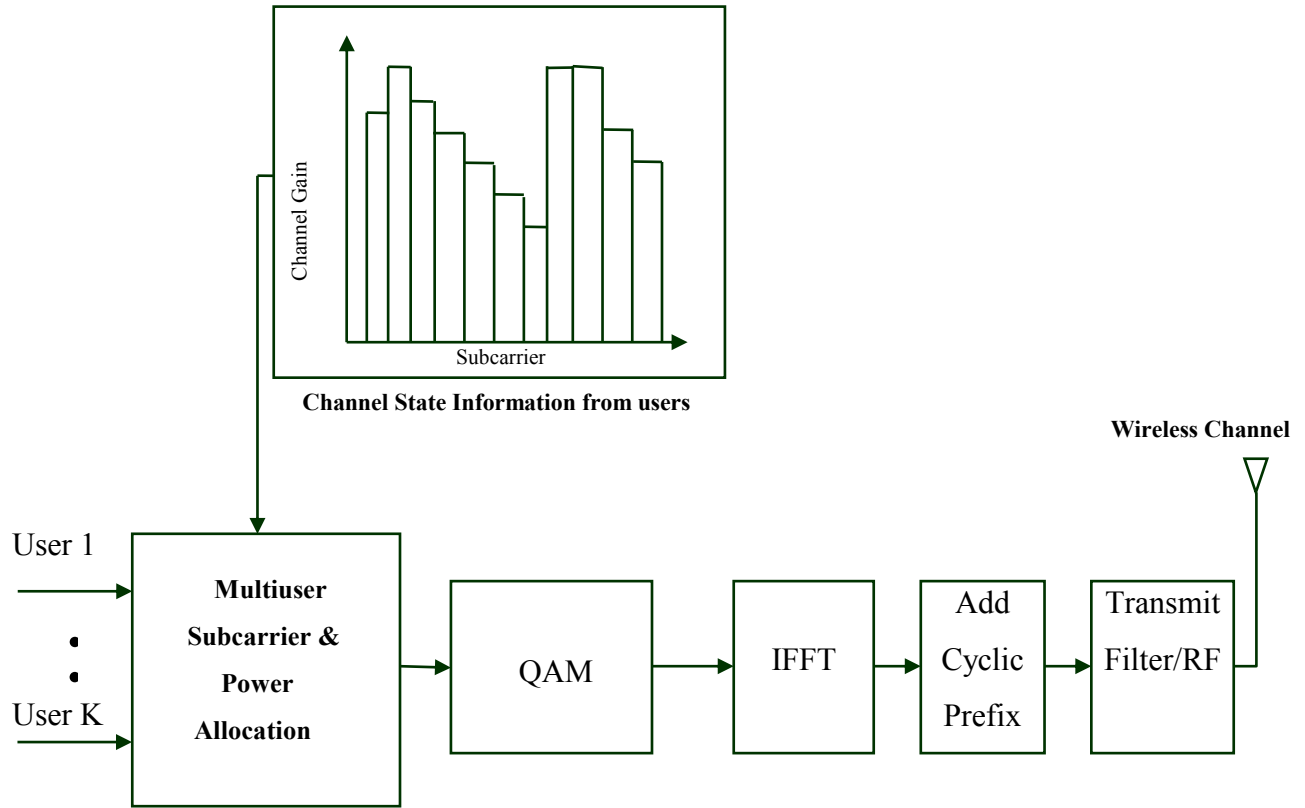 Channel Gain
Subcarrier
Channel State Information from users
Wireless Channel
User 1
User K
Multiuser
Subcarrier &
Power
Allocation
QAM
IFFT
Add
Cyclic
Prefix
Transmit
Filter/RF